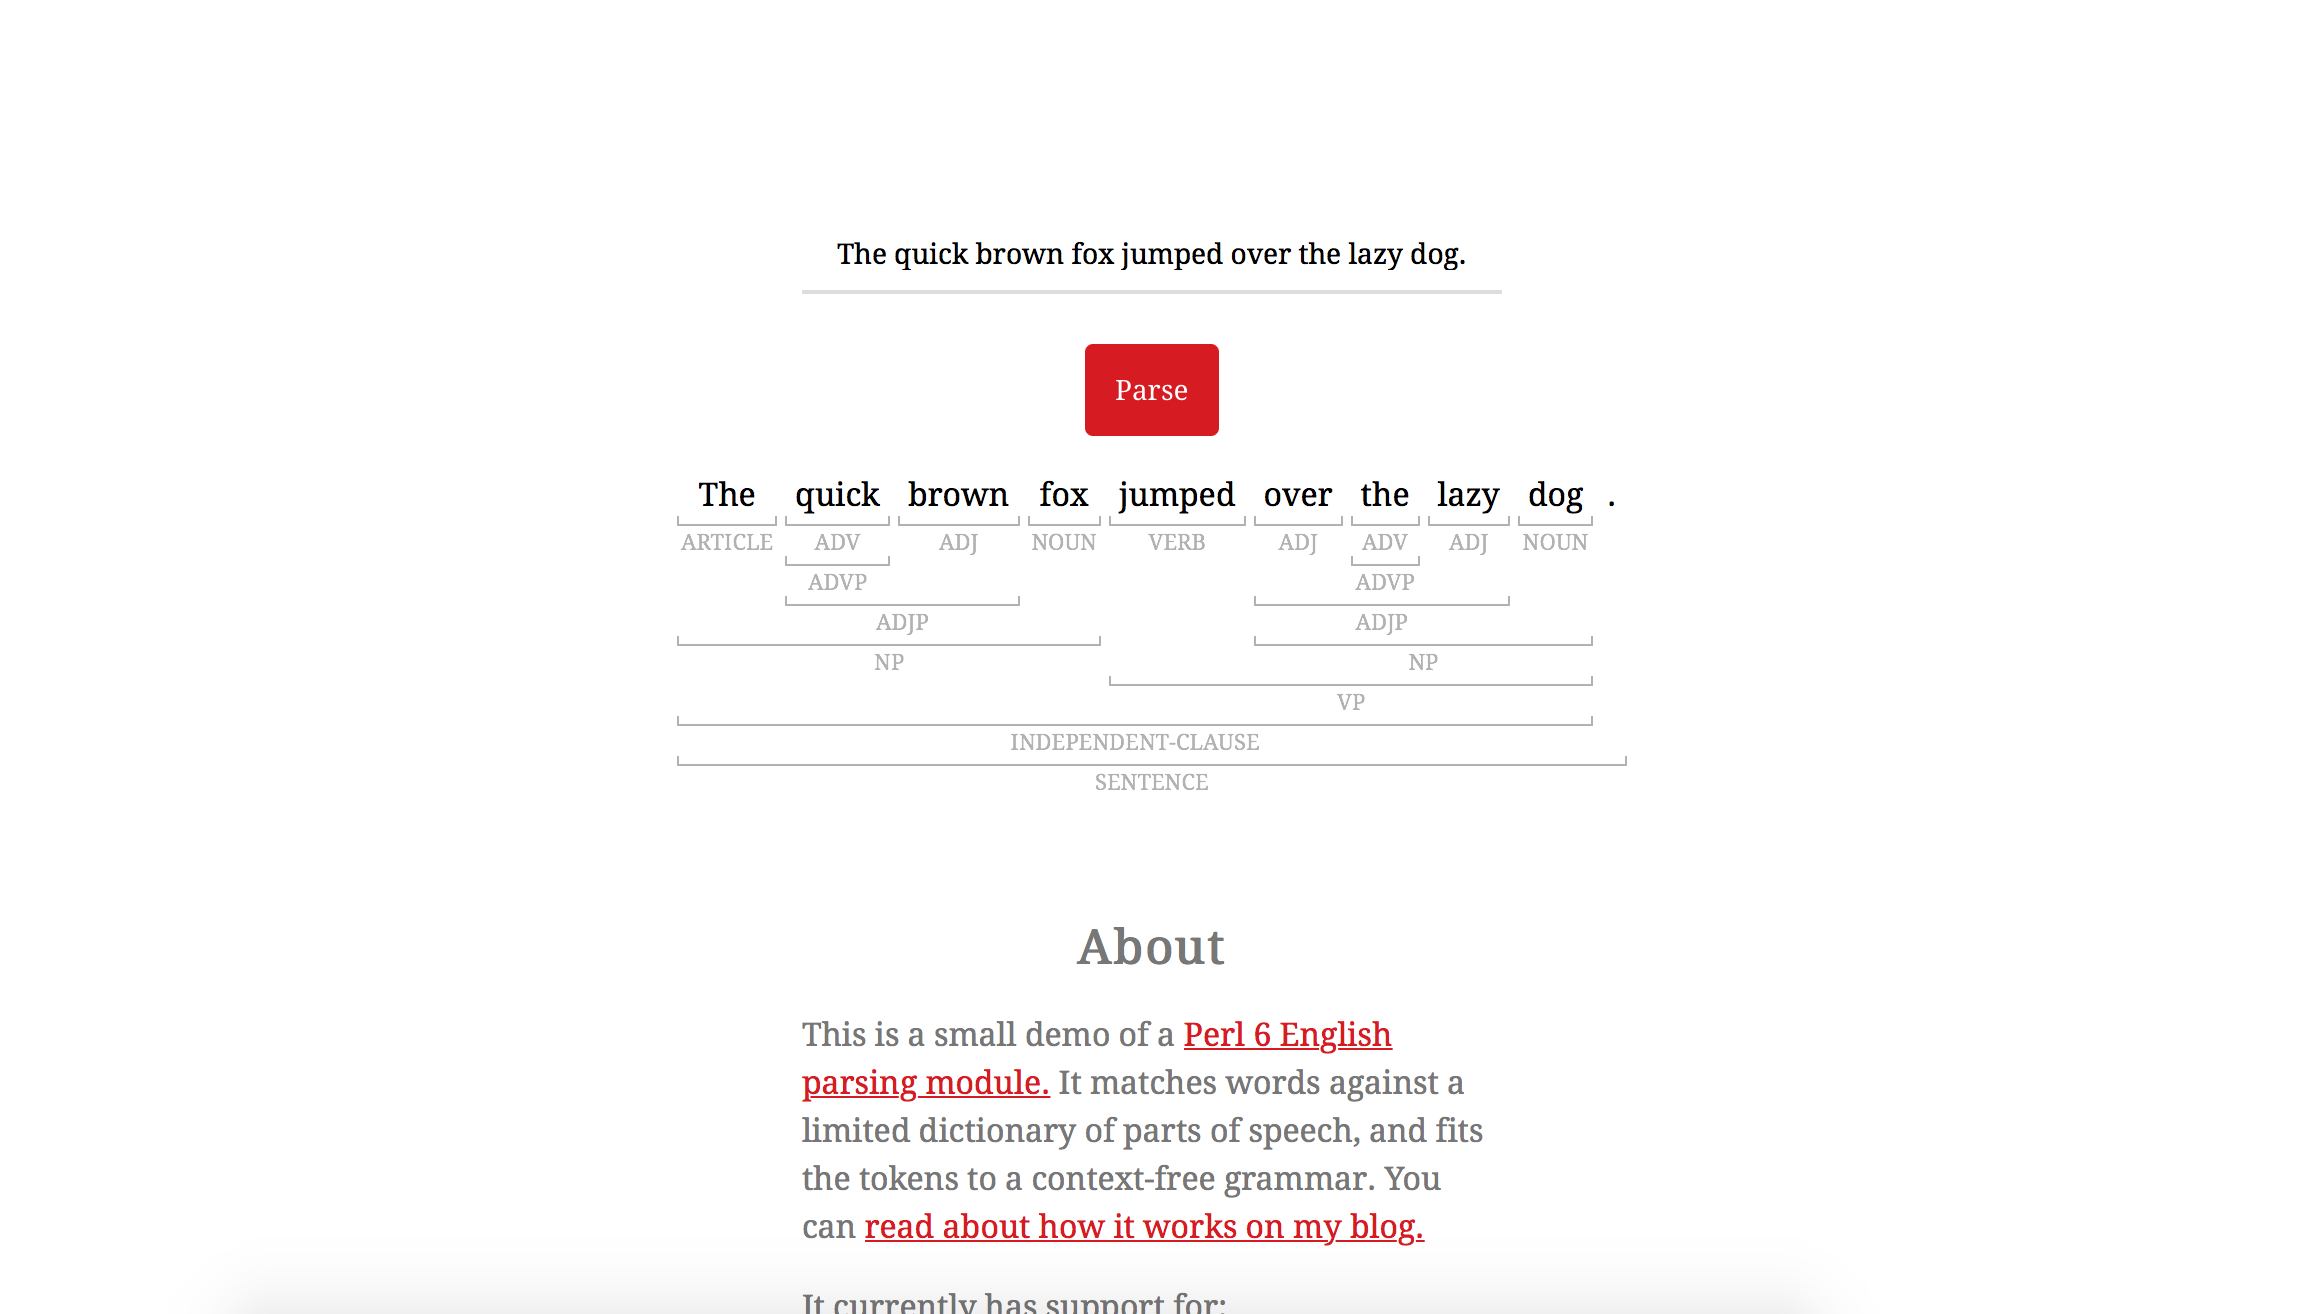 The quick brown fox jumped over the lazy dog.
Parse
The quick brown fox jumped over the lazy dog .
ARTICLE ADV ADJ NOUN VERB ADJ ADV ADJ NOUN
ADVP ADVP
ADJP ADJP
NP NP
VP
INDEPENDENT-CLAUSE
SENTENCE
About
This is a small demo of a Perl 6 English
parsing module. It matches words against a
limited dictionary of parts of speech, and fits
the tokens to a context-free grammar. You
can read about how it works on my blog.
It currently has support for: